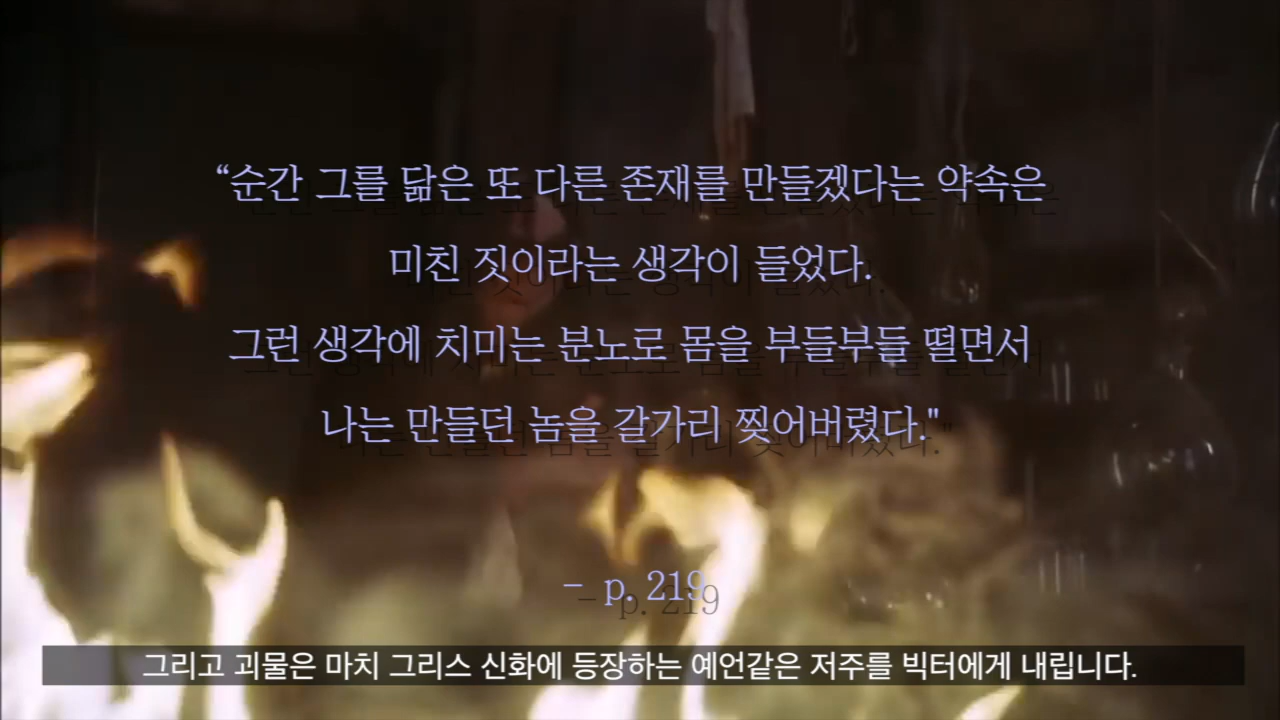 “순간 그를 닮은 또 다른 존재를 만들겠다는 약속은
미친 짓이라는 생각이 들었다.
그런 생각에 치미는 분노로 몸을 부들부들 떨면서
나는 만들던 놈을 갈가리 찢어버렸다."
- p. 219
그리고 괴물은 마치 그리스 신화에 등장하는 예언같은 저주를 빅터에게 내립니다.